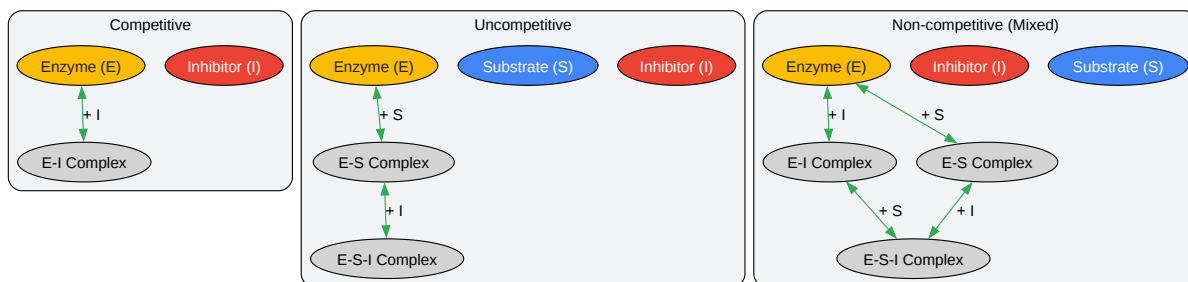 Competitive
Enzyme (E)
Inhibitor (I)
+ I
E-I Complex
Uncompetitive
Enzyme (E)
Substrate (S)
Inhibitor (I)
+ S
E-S Complex
+ I
E-S-I Complex
Non-competitive (Mixed)
Enzyme (E)
Inhibitor (I)
Substrate (S)
+ I
+ S
E-I Complex
E-S Complex
+ S
+ I
E-S-I Complex